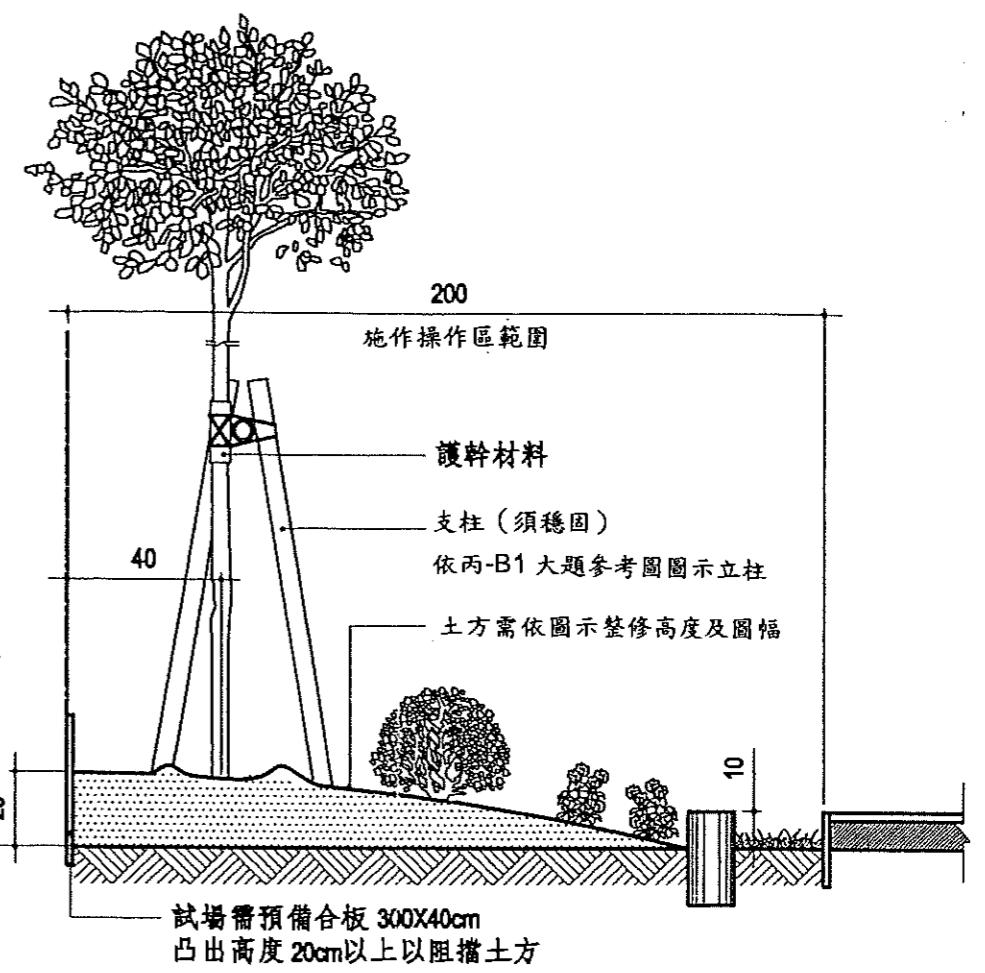 200
施作操作區範圍
護幹材料
支柱（須穩固）
依丙-B1 大題參考圖圖示立柱
40
土方需依圖示整修高度及圖幅
10
試場需預備合板 300X40cm
凸出高度 20cm以上以阻擋土方